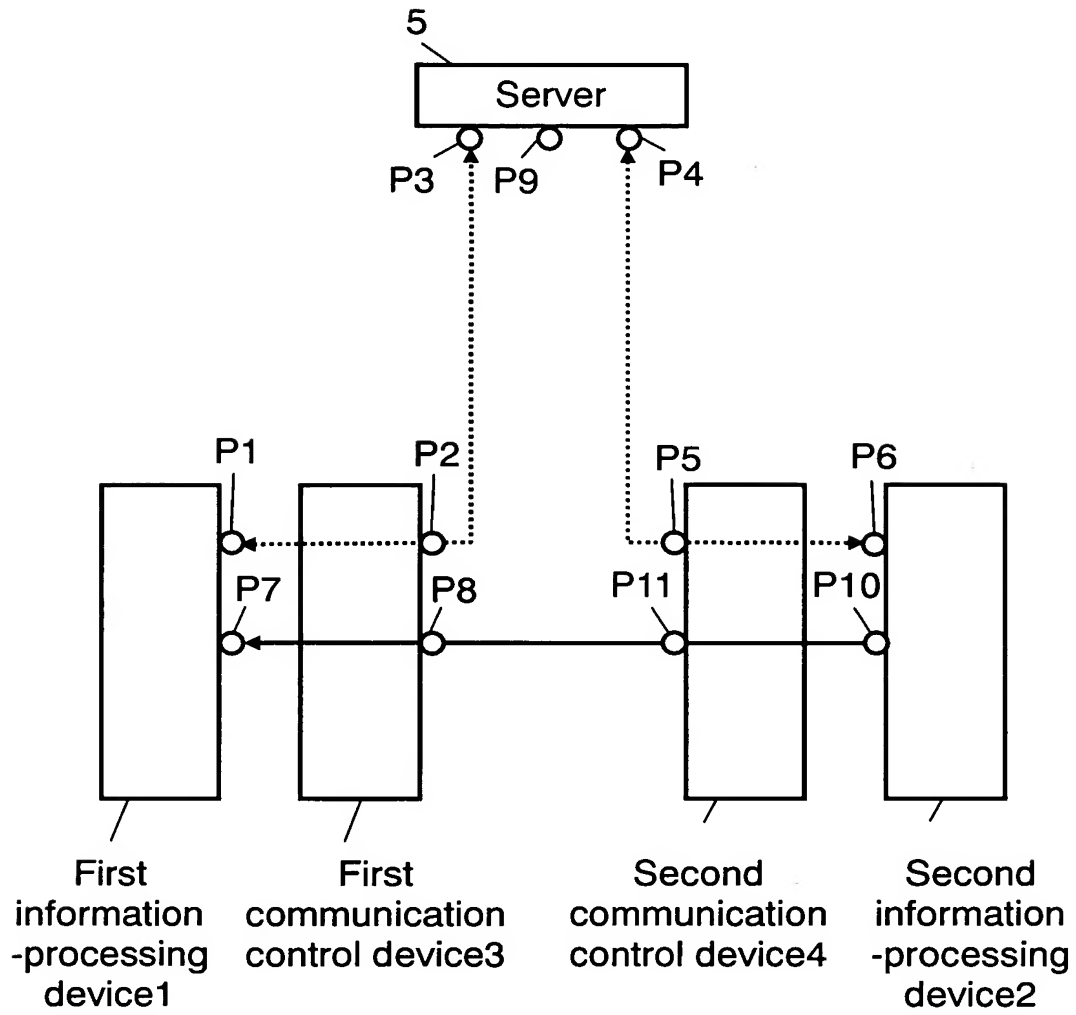 5
Server
P3
P9
P4
P1
P2
P5
P6
P7
P8
P11
P10
First
information
-processing
device1
First
communication
control device3
Second
communication
control device4
Second
information
-processing
device2